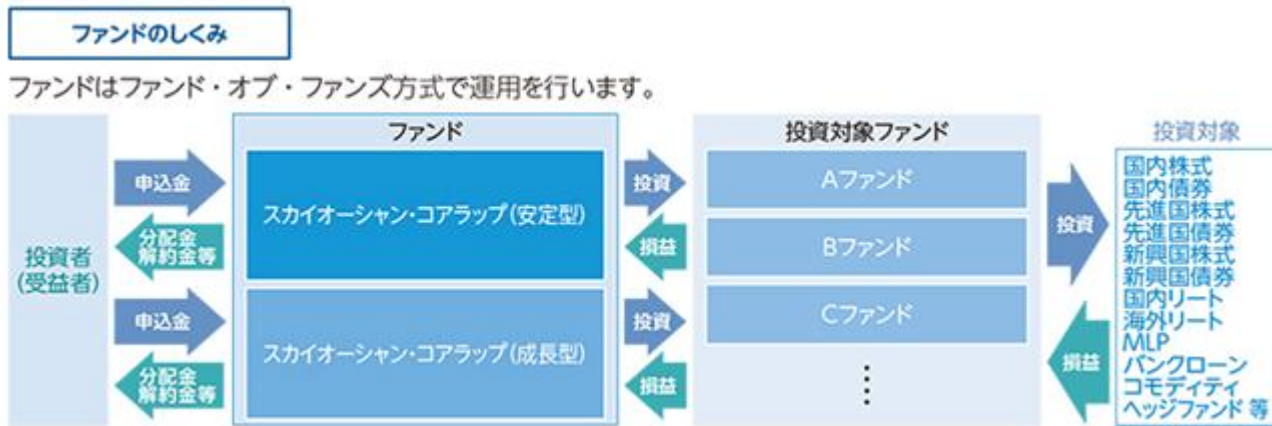 ファンドのしくみ
ファンドはファンド・オブ・ファンズ方式で運用を行います。
投資者
(受益者)
申込金
分配金
解約金等
申込金
分配金
解約金等
ファンド
スカイオーシャン・コアラップ(安定型)
スカイオーシャン・コアラップ(成長型)
投資
損益
投資
損益
投資対象ファンド
Aファンド
Bファンド
Cファンド
⋮
投資
損益
投資対象
国内株式
国内債券
先進国株式
先進国債券
新興国株式
新興国債券
国内リート
海外リート
MLP
バンクローン
コモディティ
ヘッジファンド 等